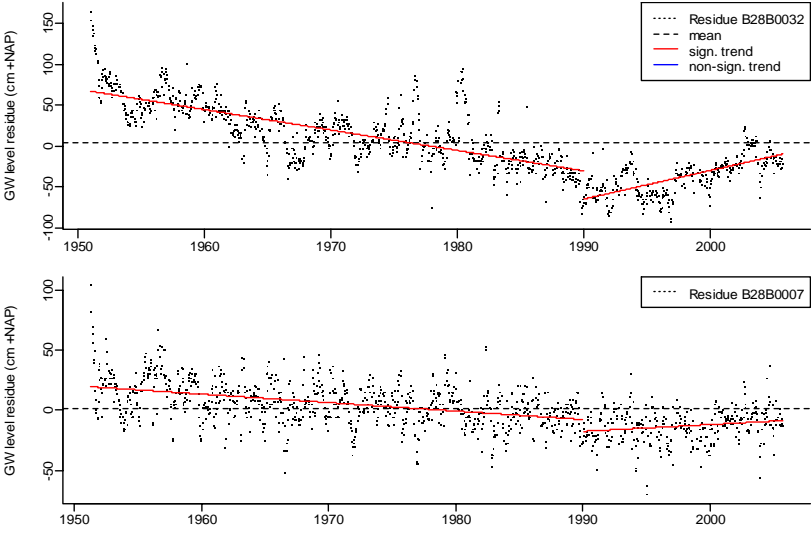 GW level residue (cm +NAP)
150
100
50
0
-50
-100
Residue B28B0032
mean
sign. trend
non-sign. trend
1950 1960 1970 1980 1990 2000
GW level residue (cm +NAP)
100
50
0
-50
Residue B28B0007
1950 1960 1970 1980 1990 2000